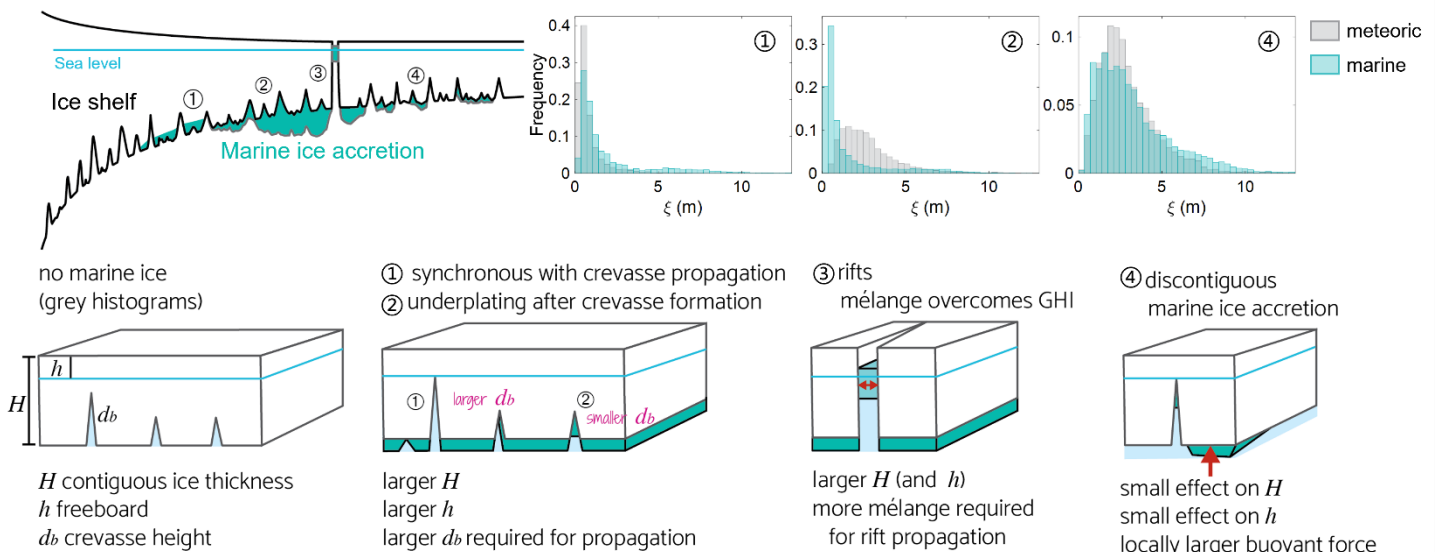 Sea level
Ice shelf
Marine ice accretion
①
②
③
④
Frequency
0.4
0.3
0.2
0.1
0
0
5
10
ξ (m)
①
0.3
0.2
0.1
0
0
5
10
ξ (m)
②
0.1
0.05
0
0
5
10
ξ (m)
④
meteoric
marine
no marine ice
(grey histograms)
H
h
d_b
H contiguous ice thickness
h freeboard
d_b crevasse height
① synchronous with crevasse propagation
② underplating after crevasse formation
①
larger d_b
②
smaller d_b
larger H
larger h
larger d_b required for propagation
③ rifts
mélange overcomes GHI
larger H (and h)
more mélange required
for rift propagation
④ discontiguous
marine ice accretion
small effect on H
small effect on h
locally larger buoyant force